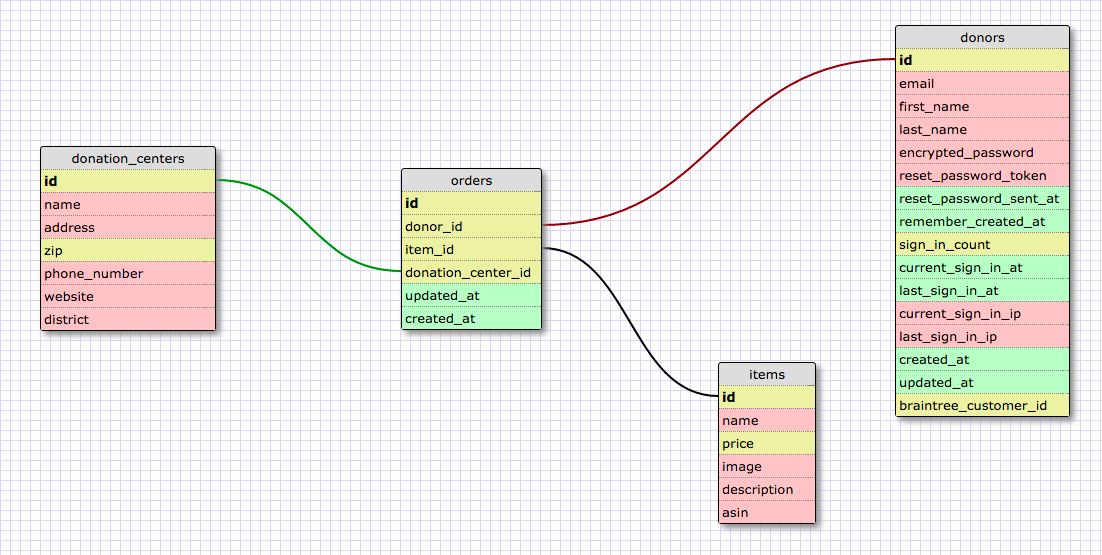 donation_centers
id
name
address
zip
phone_number
website
district
orders
id
donor_id
item_id
donation_center_id
updated_at
created_at
items
id
name
price
image
description
asin
donors
id
email
first_name
last_name
encrypted_password
reset_password_token
reset_password_sent_at
remember_created_at
sign_in_count
current_sign_in_at
last_sign_in_at
current_sign_in_ip
last_sign_in_ip
created_at
updated_at
braintree_customer_id